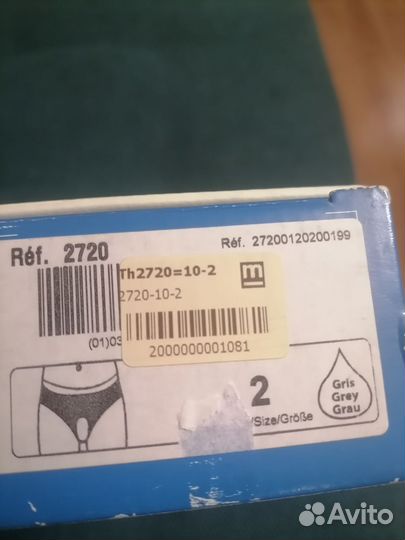 Réf. 2720
Réf. 27200120200199
Th2720=10-2
2720-10-2
m
(01)03
2000000001081
2
/Size/Größe
Gris
Grey
Grau
Avito